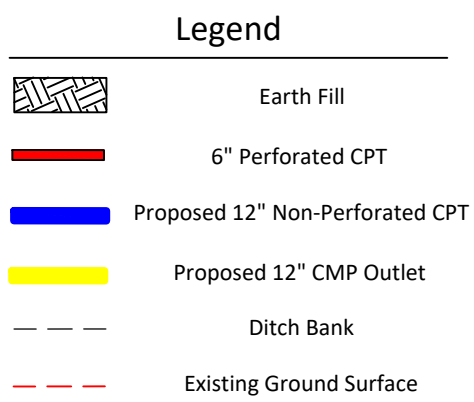 Legend
Earth Fill
6" Perforated CPT
Proposed 12" Non-Perforated CPT
Proposed 12" CMP Outlet
Ditch Bank
Existing Ground Surface